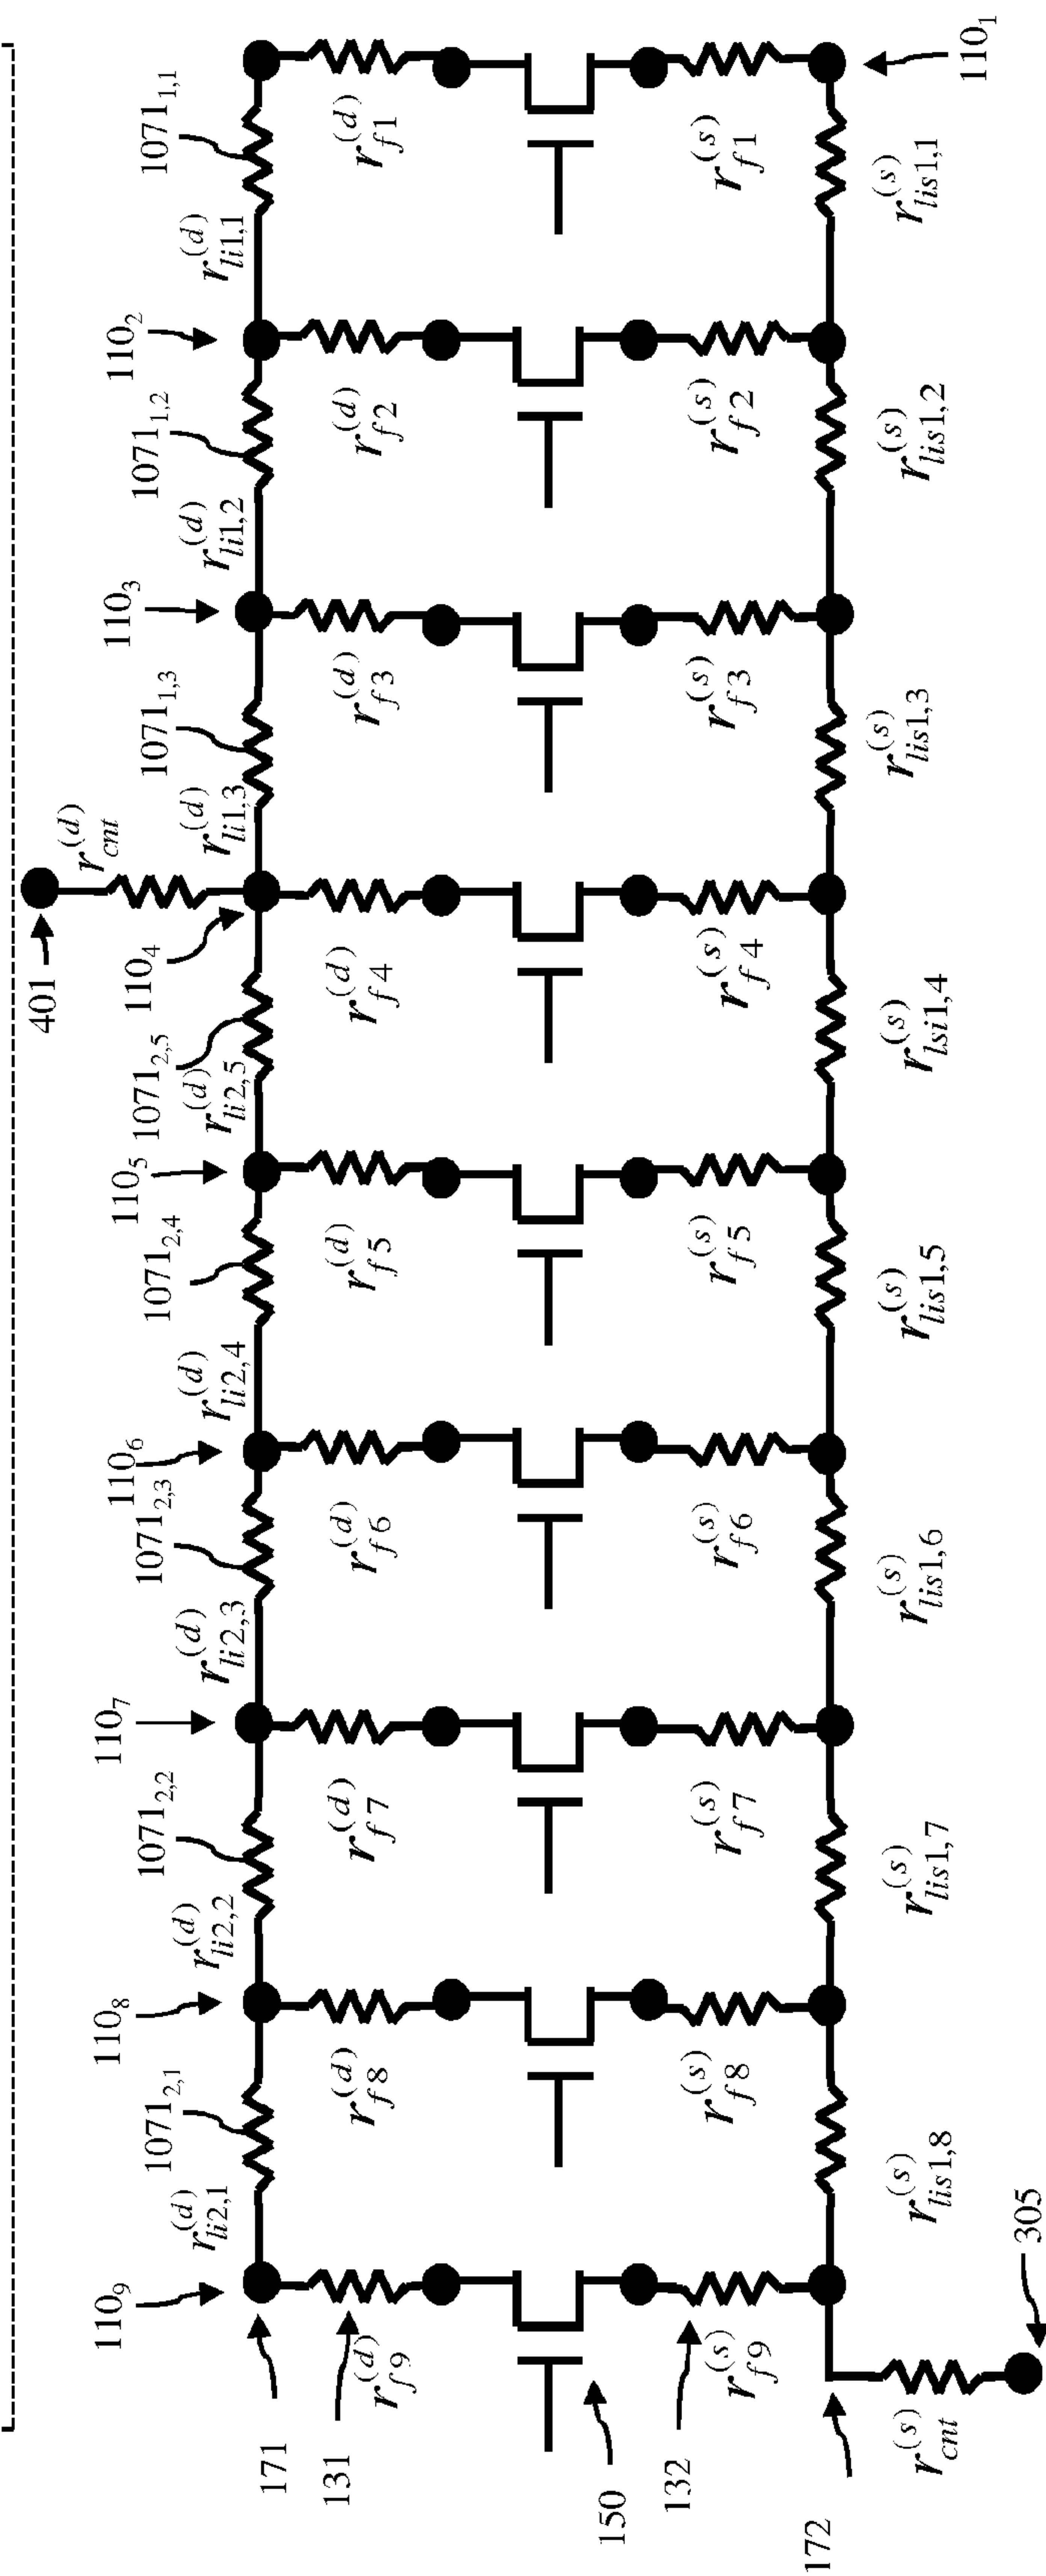 401
r_{cnt}^{(d)}
110_9
110_8
110_7
110_6
110_5
110_4
110_3
110_2
1071_{2,1}
1071_{2,2}
1071_{2,3}
1071_{2,4}
1071_{2,5}
1071_{1,3}
1071_{1,2}
1071_{1,1}
r_{li2,1}^{(d)}
r_{li2,2}^{(d)}
r_{li2,3}^{(d)}
r_{li2,4}^{(d)}
r_{li2,5}^{(d)}
r_{li1,3}^{(d)}
r_{li1,2}^{(d)}
r_{li1,1}^{(d)}
171
131
r_{f9}^{(d)}
r_{f8}^{(d)}
r_{f7}^{(d)}
r_{f6}^{(d)}
r_{f5}^{(d)}
r_{f4}^{(d)}
r_{f3}^{(d)}
r_{f2}^{(d)}
r_{f1}^{(d)}
150
132
r_{f9}^{(s)}
r_{f8}^{(s)}
r_{f7}^{(s)}
r_{f6}^{(s)}
r_{f5}^{(s)}
r_{f4}^{(s)}
r_{f3}^{(s)}
r_{f2}^{(s)}
r_{f1}^{(s)}
172
r_{cnt}^{(s)}
r_{lis1,8}^{(s)}
r_{lis1,7}^{(s)}
r_{lis1,6}^{(s)}
r_{lis1,5}^{(s)}
r_{lsi1,4}^{(s)}
r_{lis1,3}^{(s)}
r_{lis1,2}^{(s)}
r_{lis1,1}^{(s)}
110_1
305